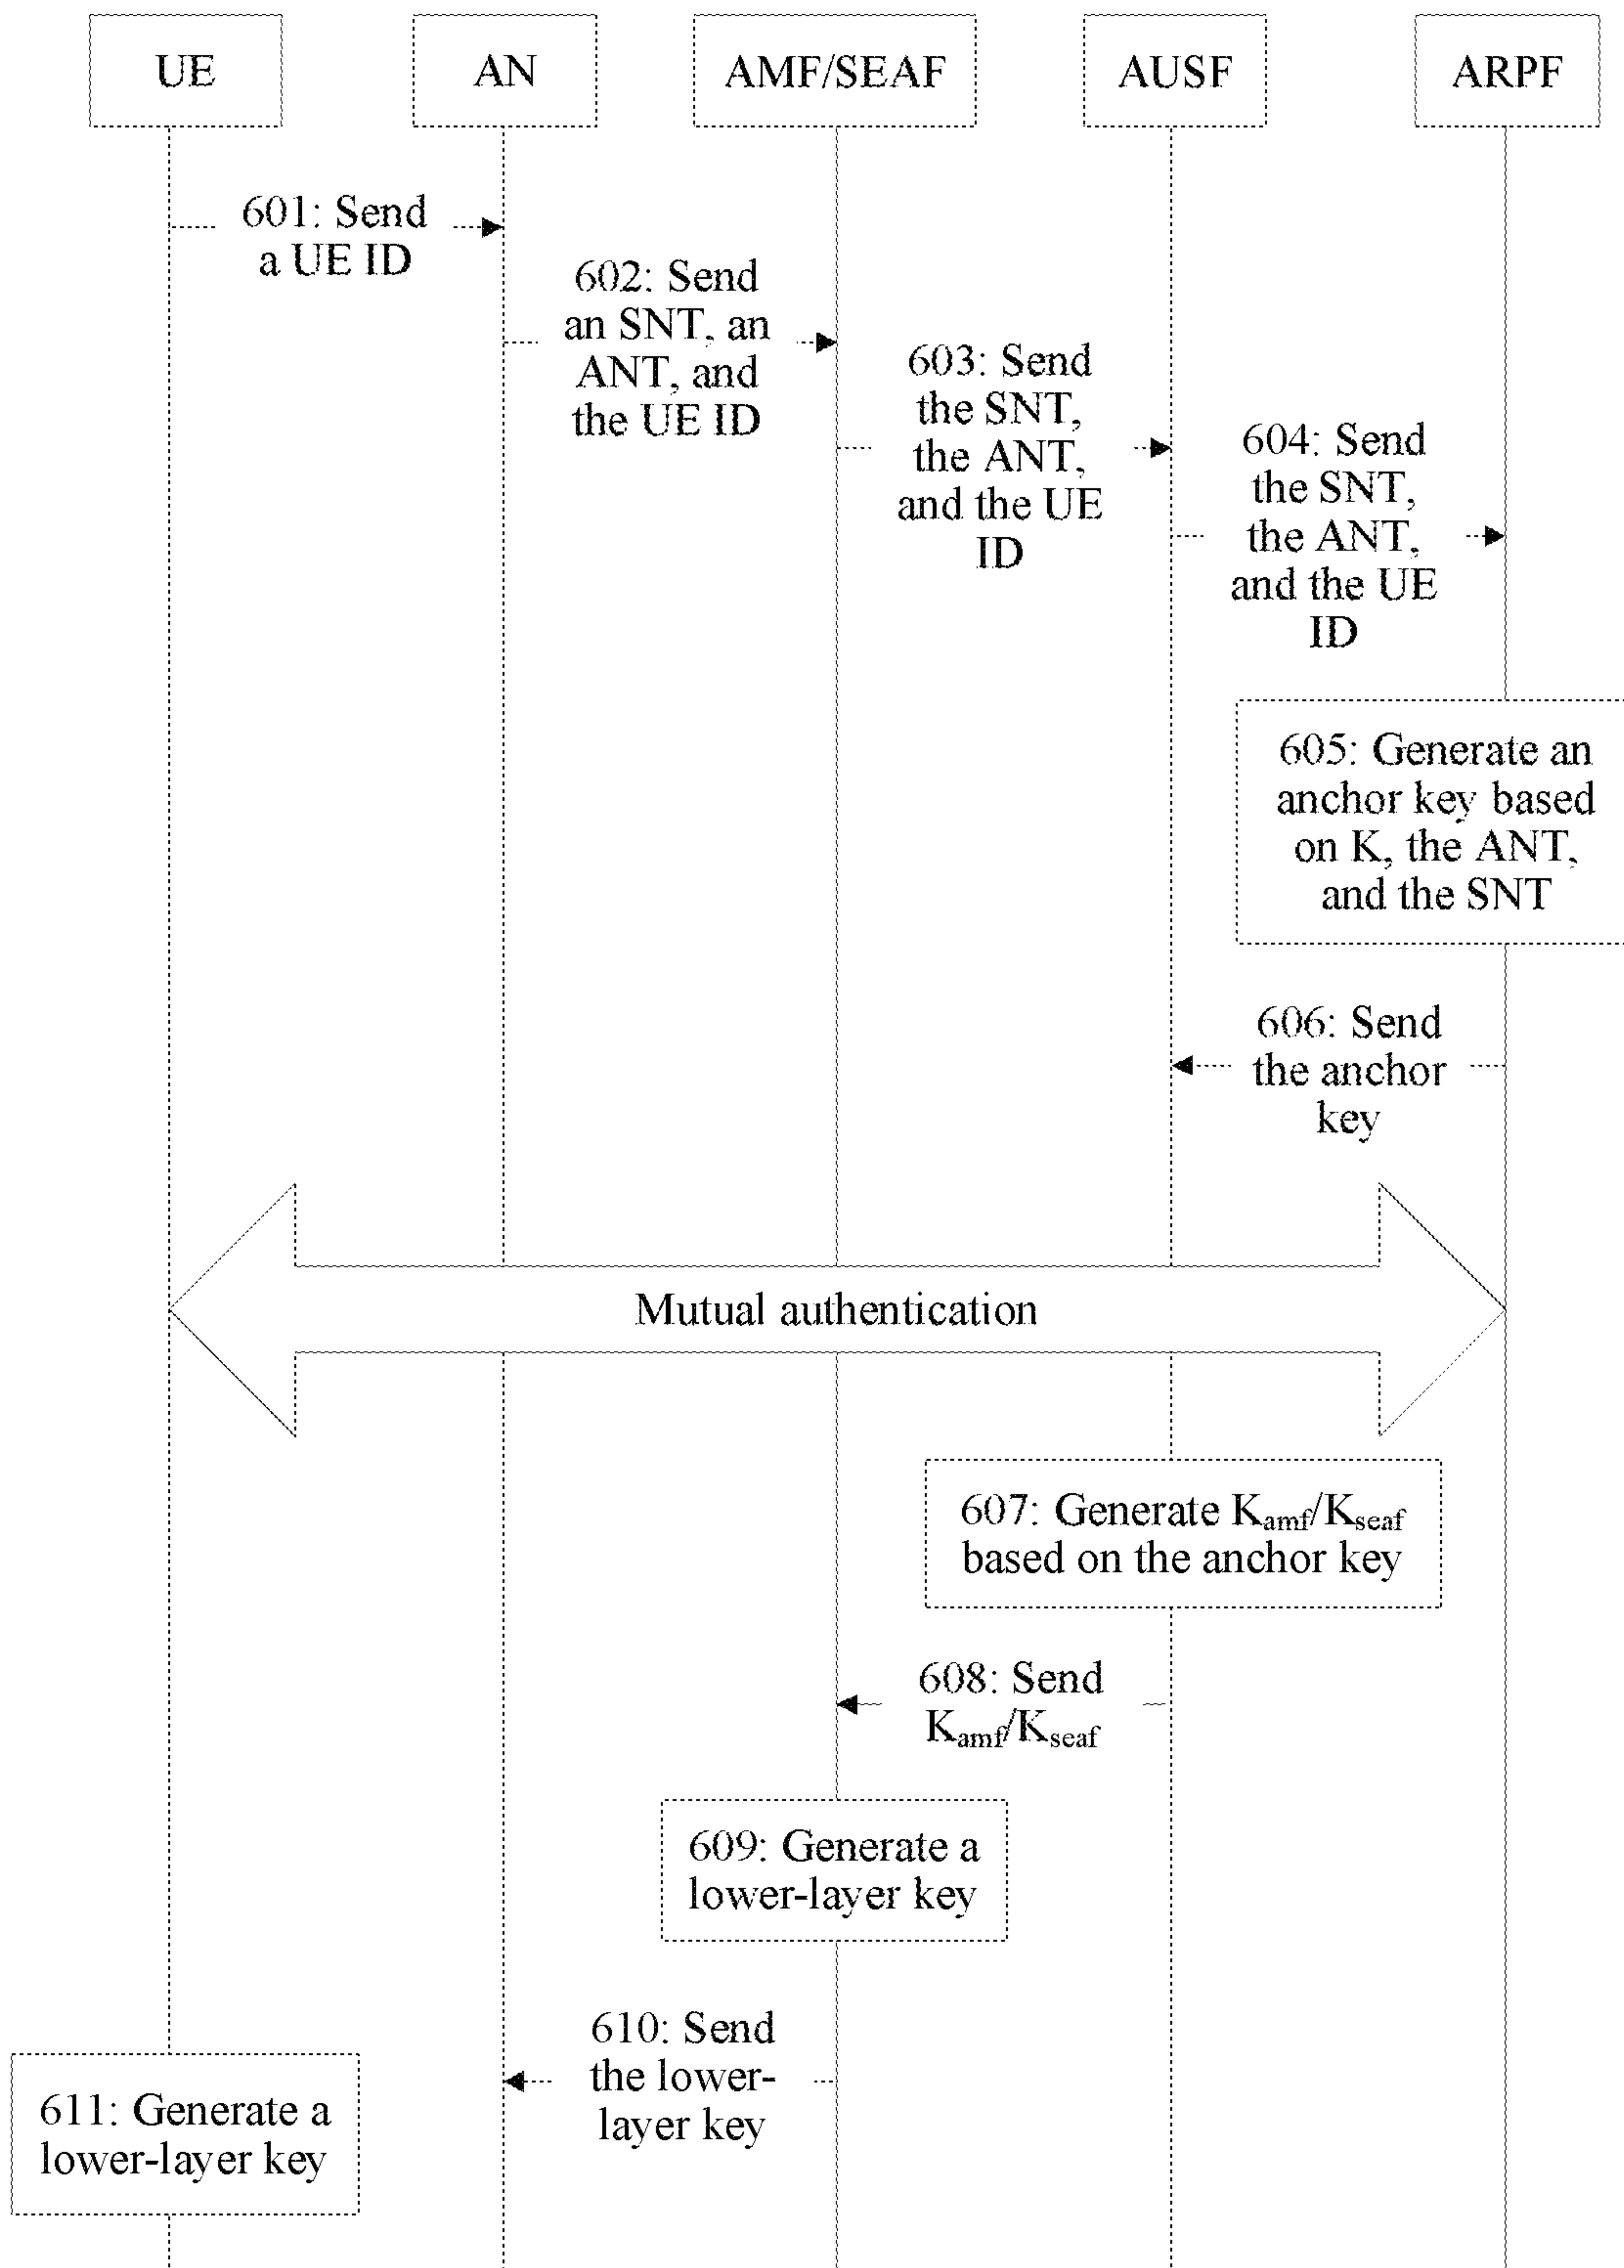 UE
AN
AMF/SEAF
AUSF
ARPF
601: Send
a UE ID
602: Send
an SNT, an
ANT, and
the UE ID
603: Send
the SNT,
the ANT,
and the UE
ID
604: Send
the SNT,
the ANT,
and the UE
ID
605: Generate an
anchor key based
on K, the ANT,
and the SNT
606: Send
the anchor
key
Mutual authentication
607: Generate Kamf/Kseaf
based on the anchor key
608: Send
Kamf/Kseaf
609: Generate a
lower-layer key
610: Send
the lower-
layer key
611: Generate a
lower-layer key